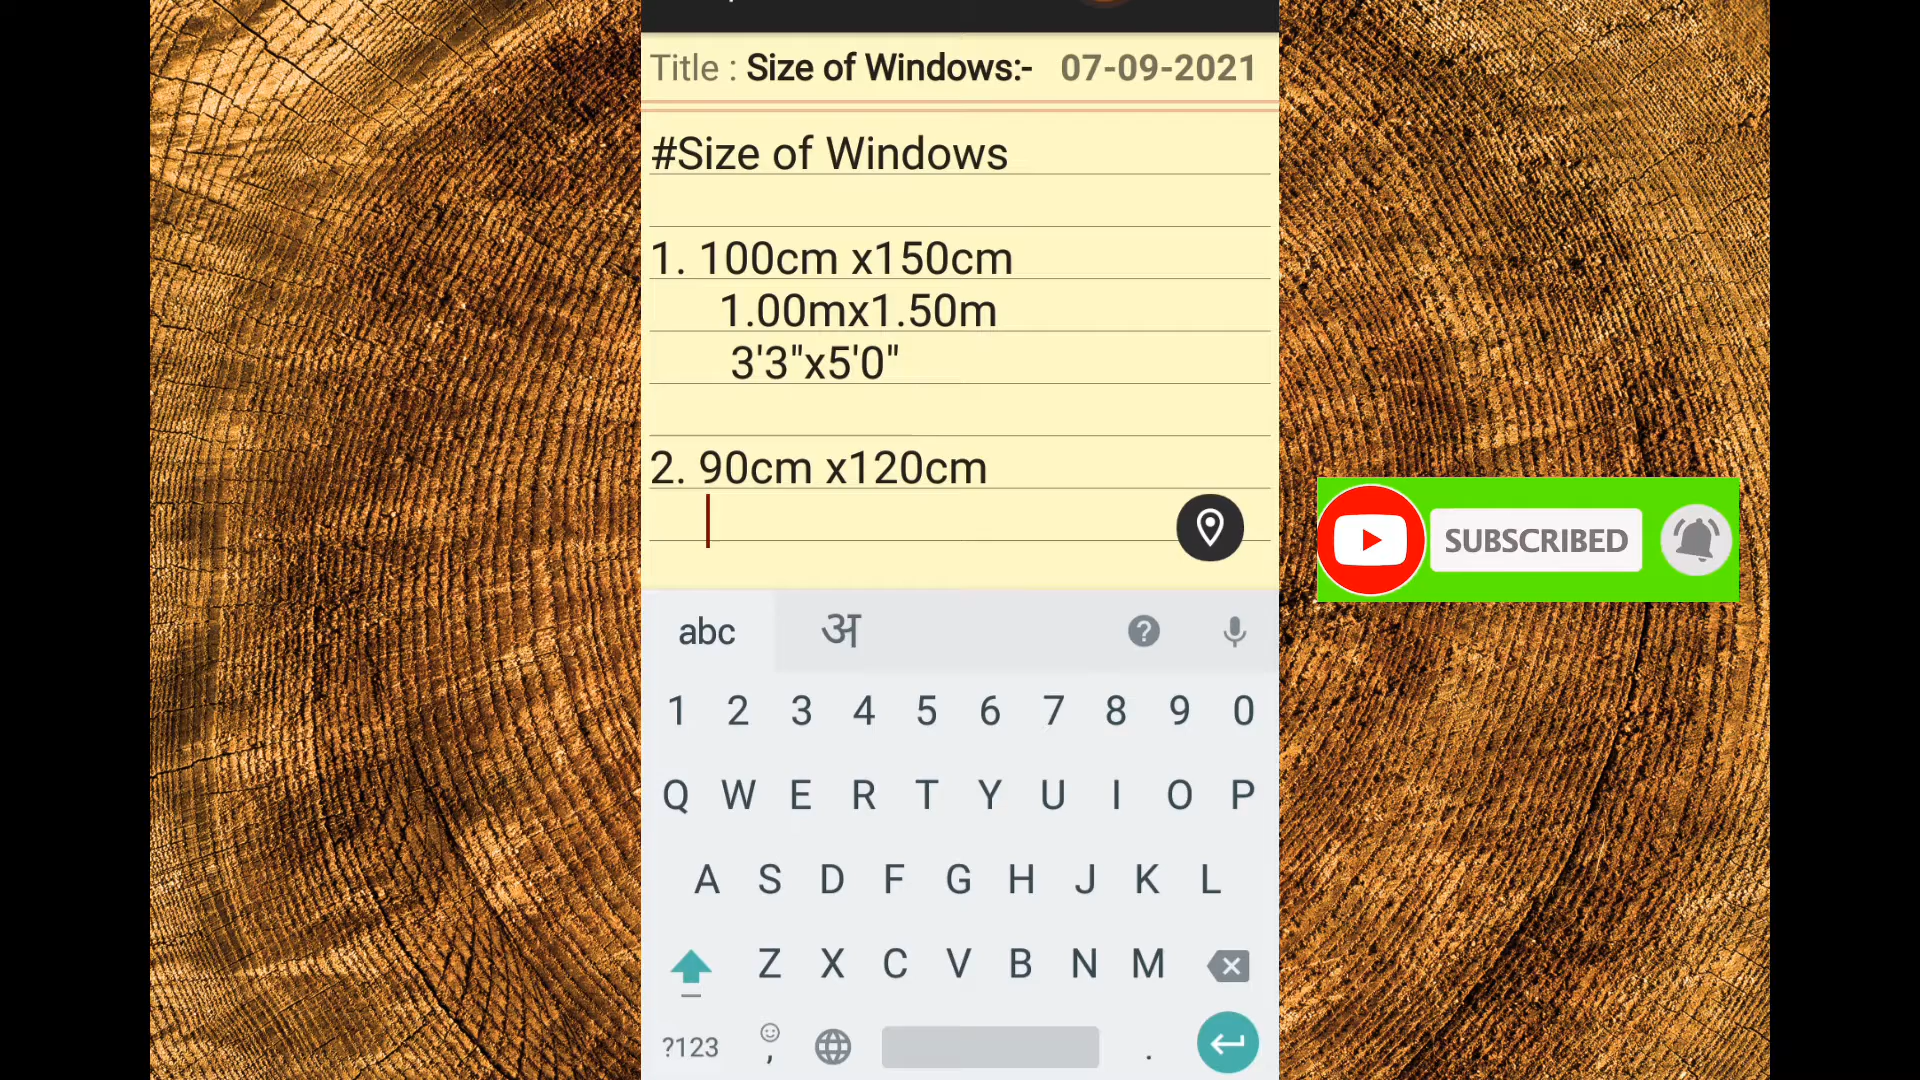 Title : Size of Windows:- 07-09-2021
#Size of Windows
1. 100cm x150cm
1.00mx1.50m
3'3"x5'0"
2. 90cm x120cm
SUBSCRIBED
abc अ ?
1 2 3 4 5 6 7 8 9 0
Q W E R T Y U I O P
A S D F G H J K L
Z X C V B N M
?123 , .